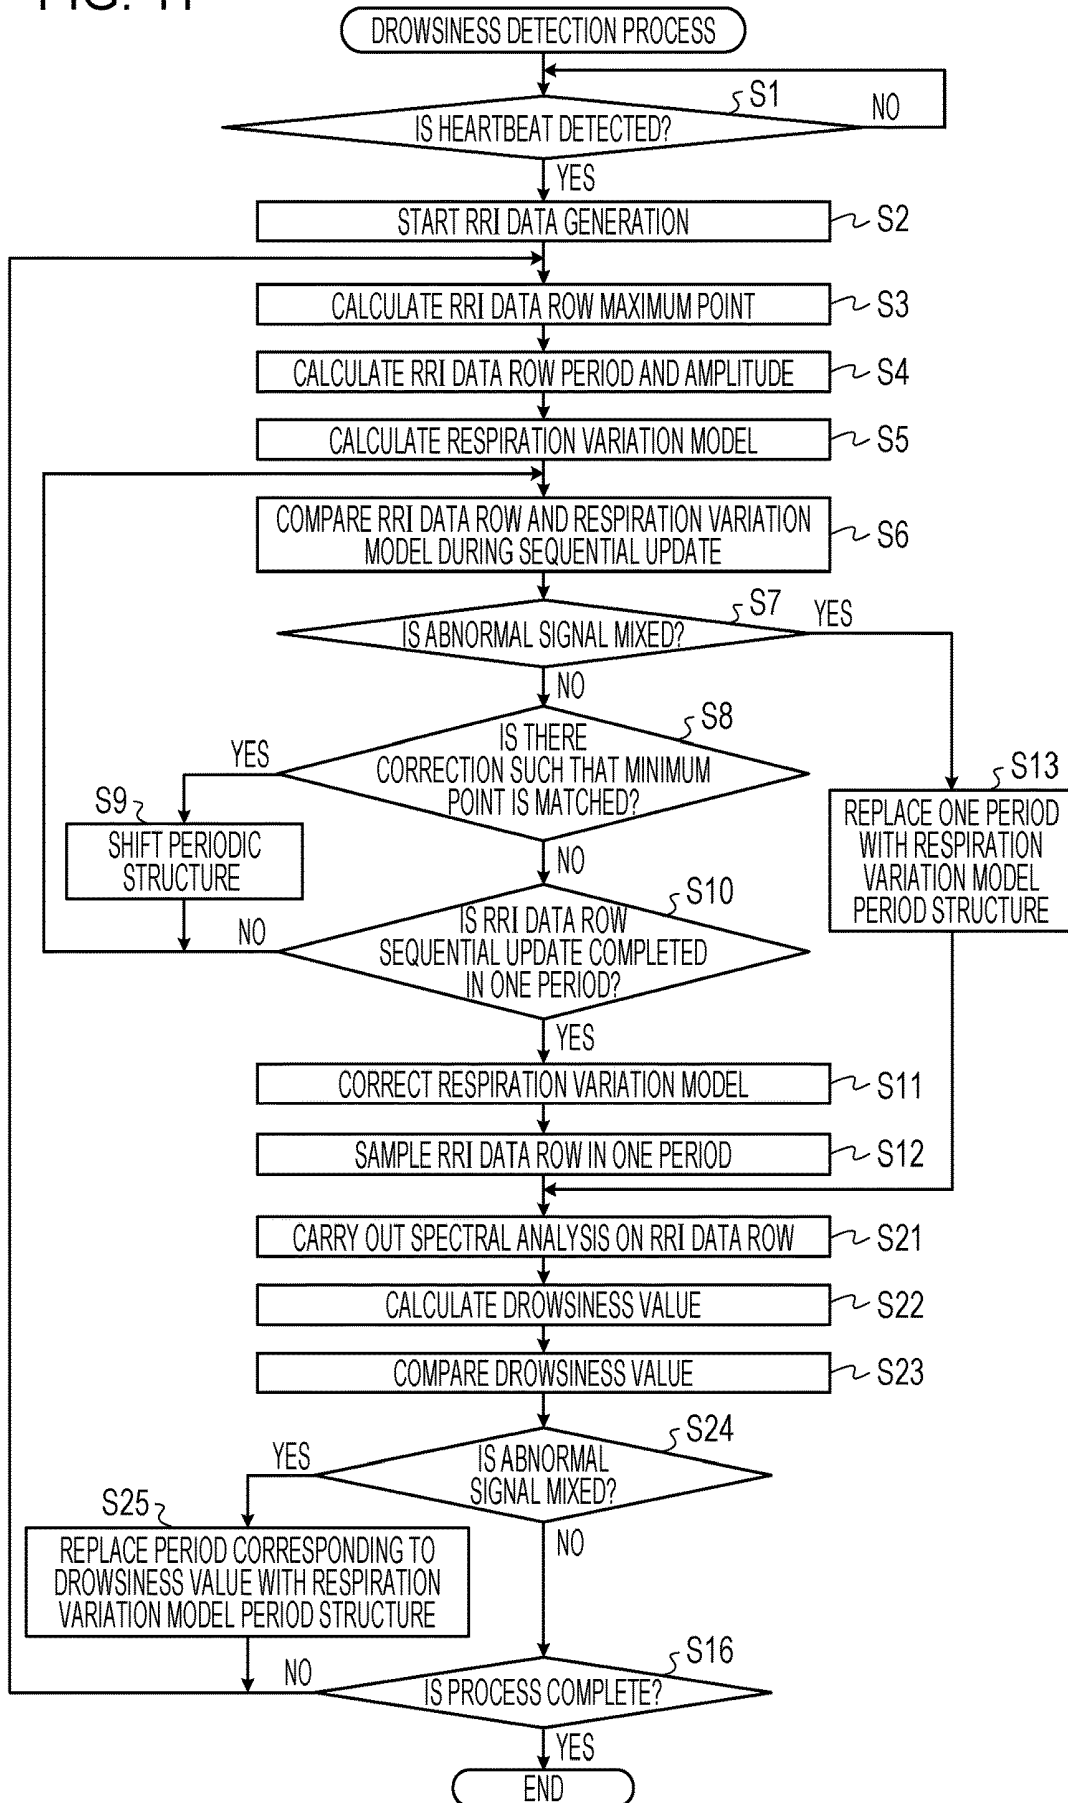 FIG. 11
DROWSINESS DETECTION PROCESS
S1
NO
IS HEARTBEAT DETECTED?
YES
START RRI DATA GENERATION
S2
CALCULATE RRI DATA ROW MAXIMUM POINT
S3
CALCULATE RRI DATA ROW PERIOD AND AMPLITUDE
S4
CALCULATE RESPIRATION VARIATION MODEL
S5
COMPARE RRI DATA ROW AND RESPIRATION VARIATION
MODEL DURING SEQUENTIAL UPDATE
S6
S7
YES
IS ABNORMAL SIGNAL MIXED?
NO
S8
YES
IS THERE
CORRECTION SUCH THAT MINIMUM
POINT IS MATCHED?
S9
SHIFT PERIODIC
STRUCTURE
S13
REPLACE ONE PERIOD
WITH RESPIRATION
VARIATION MODEL
PERIOD STRUCTURE
NO
S10
NO
IS RRI DATA ROW
SEQUENTIAL UPDATE COMPLETED
IN ONE PERIOD?
YES
CORRECT RESPIRATION VARIATION MODEL
S11
SAMPLE RRI DATA ROW IN ONE PERIOD
S12
CARRY OUT SPECTRAL ANALYSIS ON RRI DATA ROW
S21
CALCULATE DROWSINESS VALUE
S22
COMPARE DROWSINESS VALUE
S23
S24
YES
IS ABNORMAL
SIGNAL MIXED?
S25
REPLACE PERIOD CORRESPONDING TO
DROWSINESS VALUE WITH RESPIRATION
VARIATION MODEL PERIOD STRUCTURE
NO
S16
NO
IS PROCESS COMPLETE?
YES
END